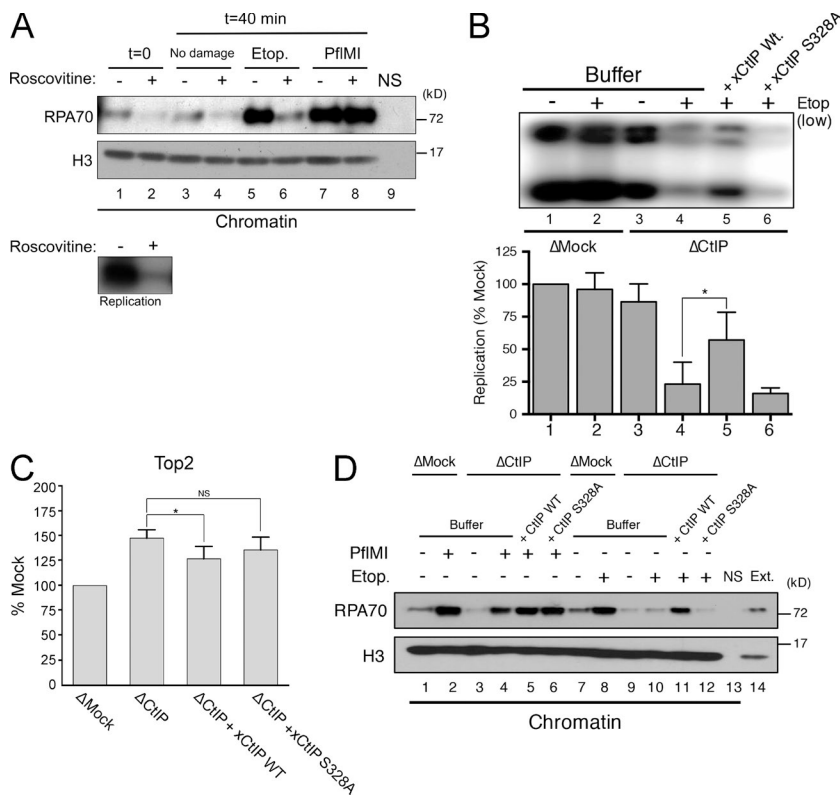 A
t=40 min
t=0 No damage Etop. PflMI
Roscovitine: - + - + - + - + NS
(kD)
RPA70
72
H3
17
1 2 3 4 5 6 7 8 9
Chromatin
Roscovitine: - +
Replication
B
Buffer
+ xCtIP Wt.
+ xCtIP S328A
- + - + + + Etop
(low)
1 2 3 4 5 6
ΔMock ΔCtIP
Replication (% Mock)
125
100
75
50
25
0
*
1 2 3 4 5 6
C
Top2
% Mock
200
175
150
125
100
75
50
25
0
NS
*
ΔMock
ΔCtIP
ΔCtIP + xCtIP WT
ΔCtIP +xCtIP S328A
D
ΔMock ΔCtIP ΔMock ΔCtIP
Buffer + CtIP WT + CtIP S328A Buffer + CtIP WT + CtIP S328A
PflMI - + - + + + - - - - - -
Etop. - - - - - - - + - + + + NS Ext.
(kD)
RPA70
72
H3
17
1 2 3 4 5 6 7 8 9 10 11 12 13 14
Chromatin